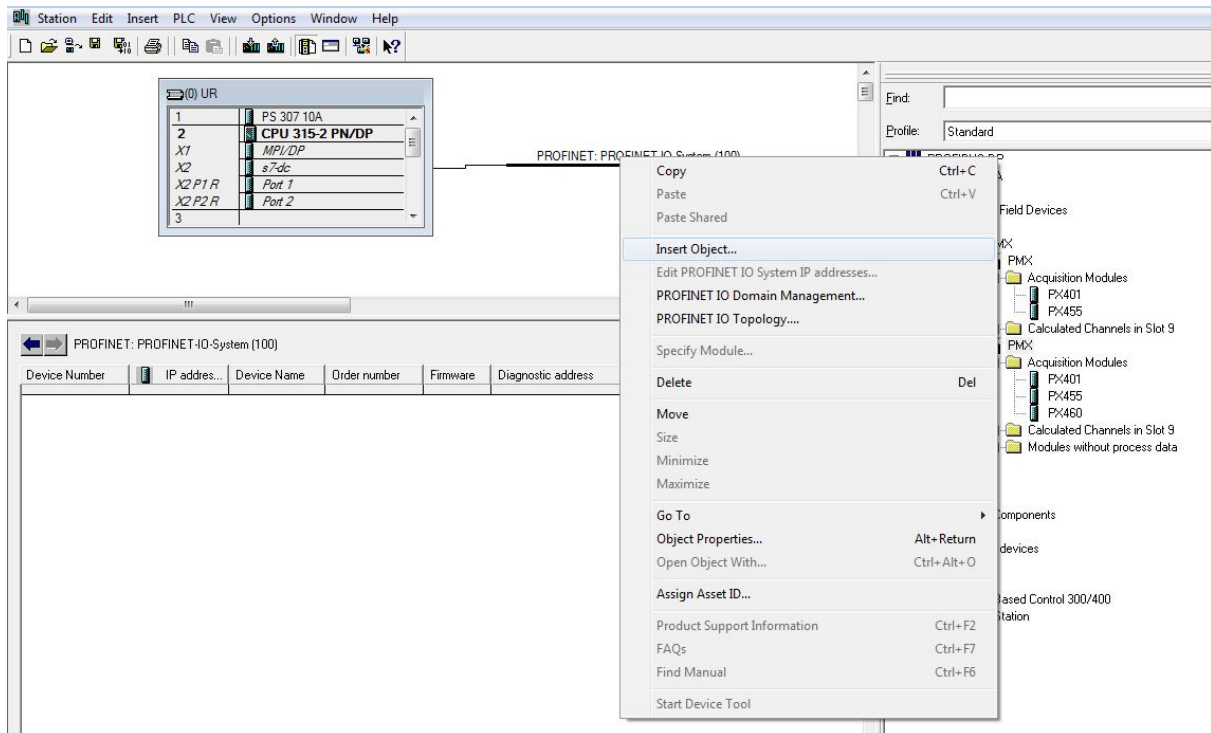 Station Edit Insert PLC View Options Window Help
(0) UR
1 PS 307 10A
2 CPU 315-2 PN/DP
X1 MPI/DP
X2 s7-dc
X2 P1 R Port 1
X2 P2 R Port 2
3
PROFINET: PROFINET-IO-System (100)
Copy Ctrl+C
Paste Ctrl+V
Paste Shared
Insert Object...
Edit PROFINET IO System IP addresses...
PROFINET IO Domain Management...
PROFINET IO Topology....
Specify Module...
Delete Del
Move
Size
Minimize
Maximize
Go To
Object Properties... Alt+Return
Open Object With... Ctrl+Alt+O
Assign Asset ID...
Product Support Information Ctrl+F2
FAQs Ctrl+F7
Find Manual Ctrl+F6
Start Device Tool
PROFINET: PROFINET-IO-System (100)
Device Number IP addres... Device Name Order number Firmware Diagnostic address
Find:
Profile: Standard
PROFIBUS-DP
Field Devices
PMX
Acquisition Modules
PX401
PX455
Calculated Channels in Slot 9
PMX
Acquisition Modules
PX401
PX455
PX460
Calculated Channels in Slot 9
Modules without process data
Components
devices
Based Control 300/400
Station